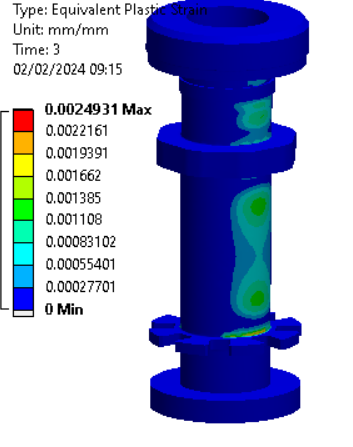 Type: Equivalent Plastic Strain
Unit: mm/mm
Time: 3
02/02/2024 09:15
0.0024931 Max
0.0022161
0.0019391
0.001662
0.001385
0.001108
0.00083102
0.00055401
0.00027701
0 Min